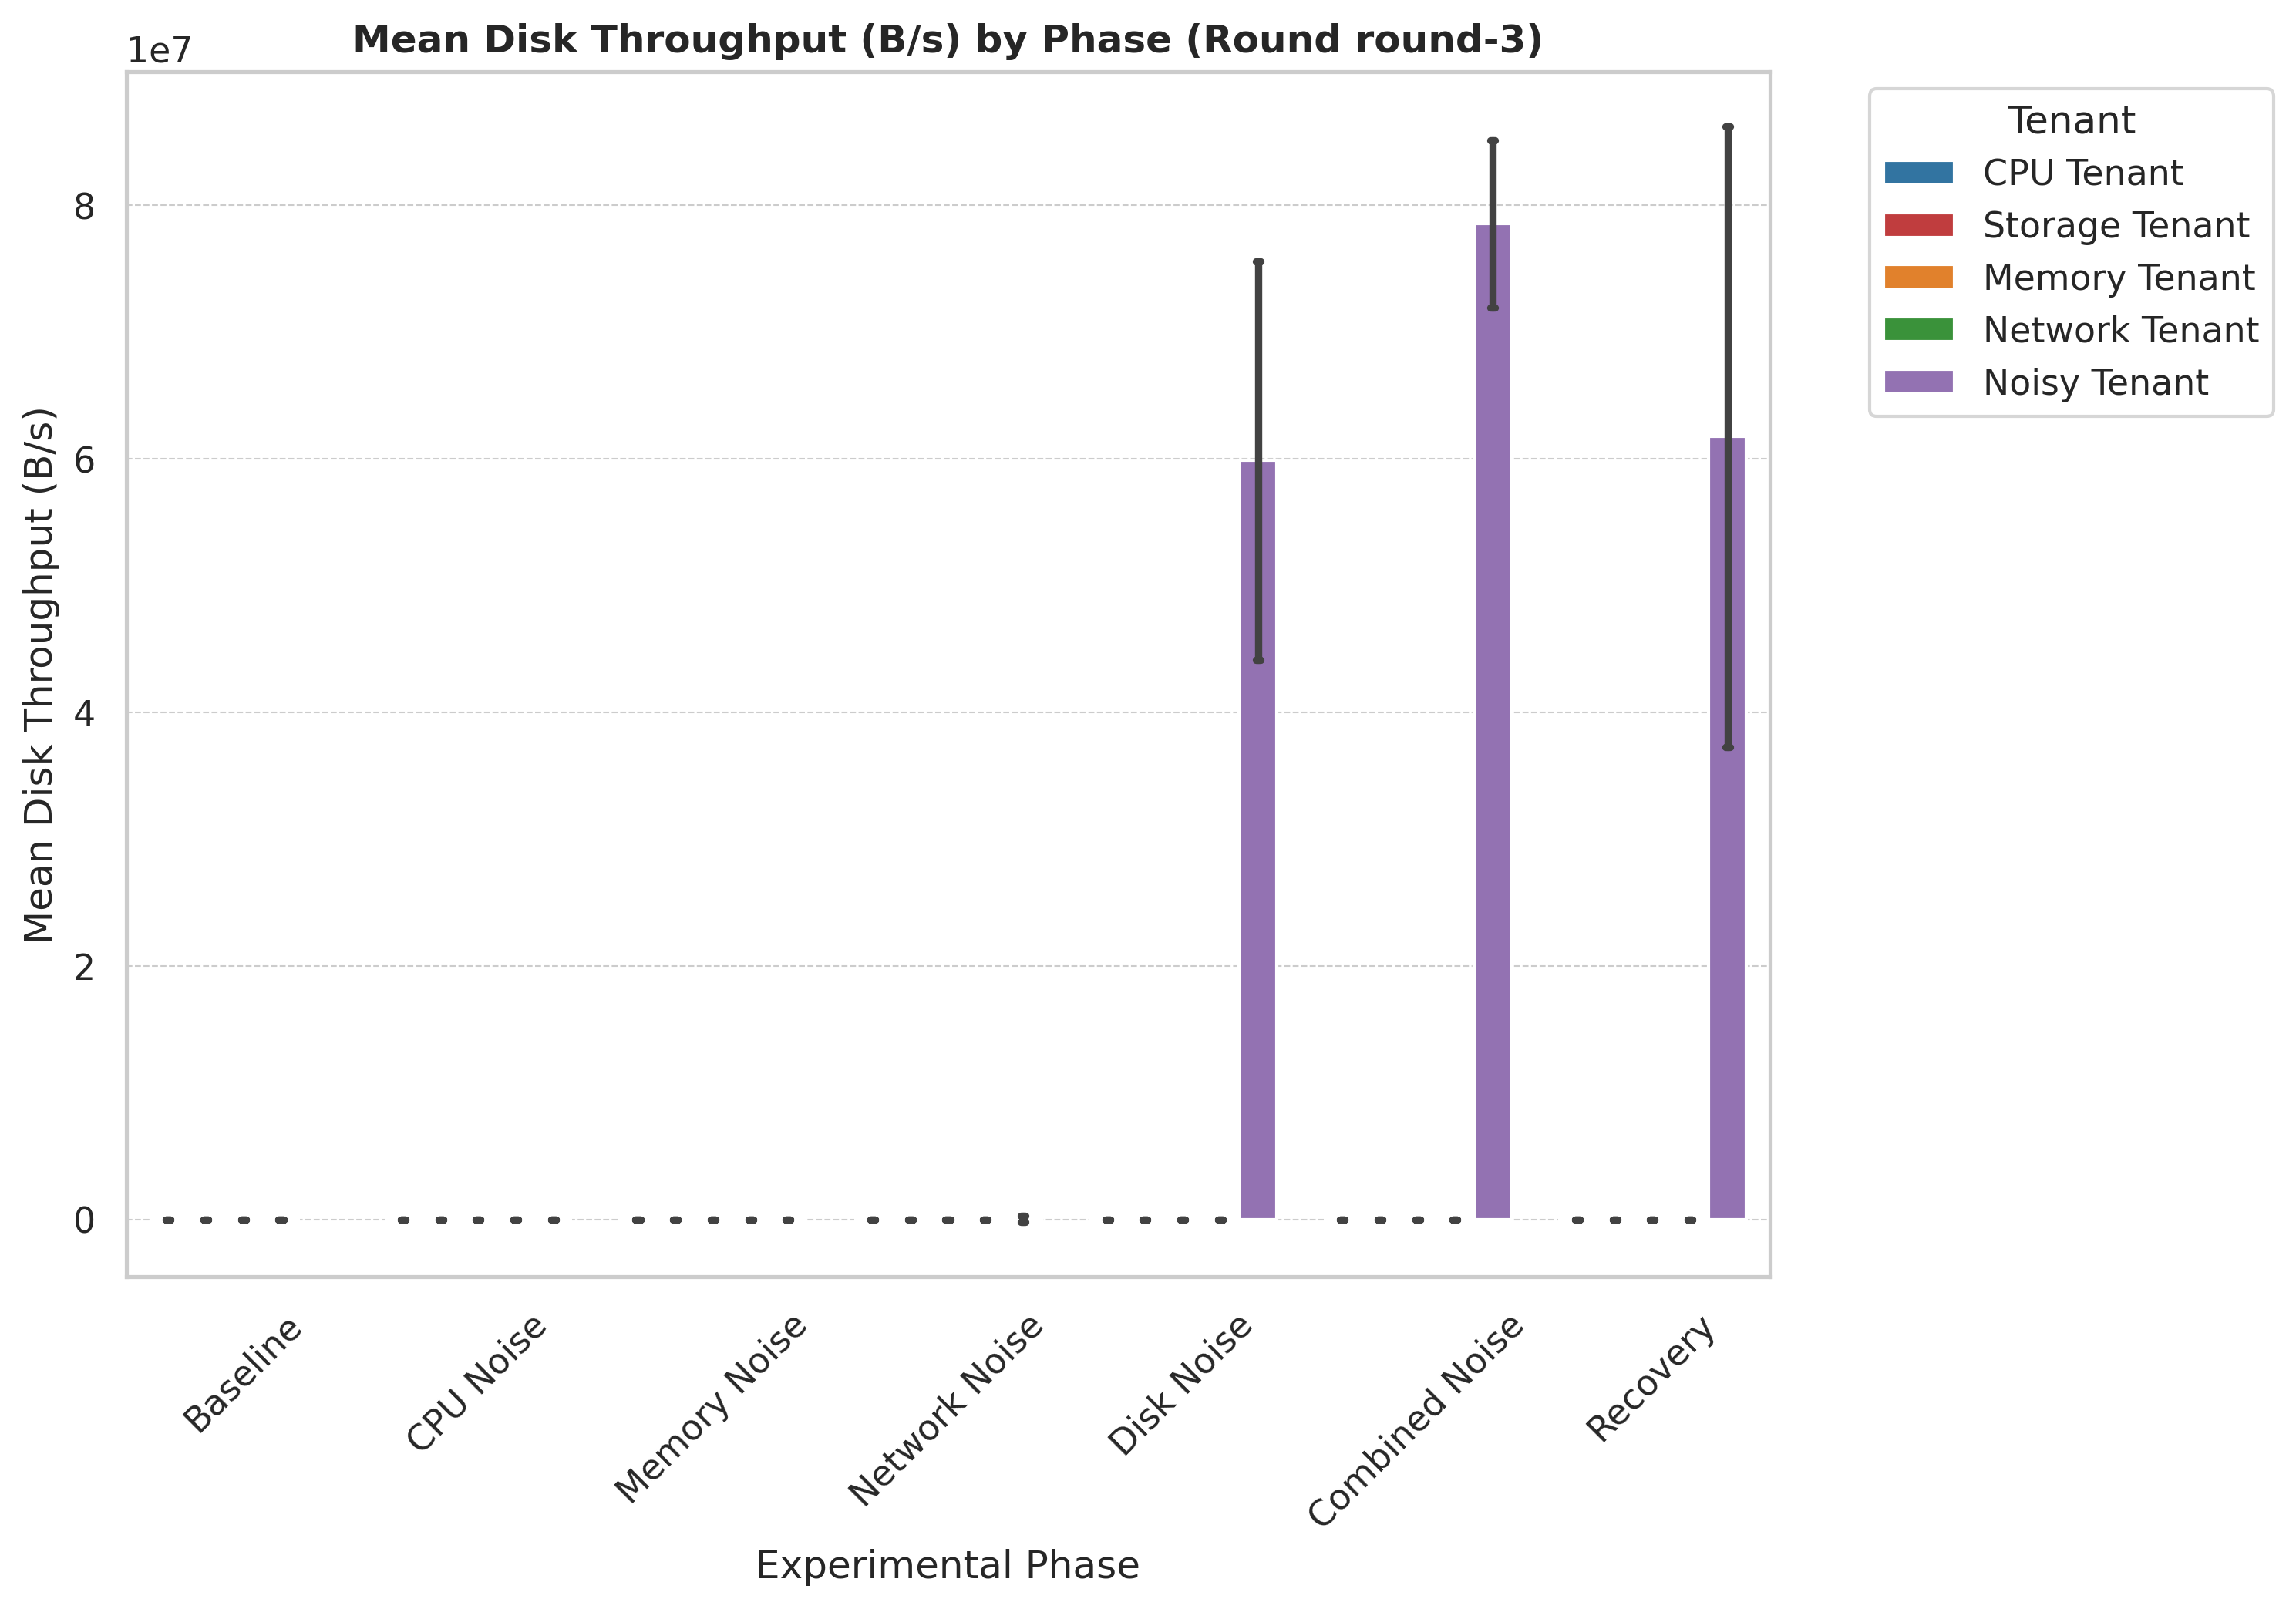 Mean Disk Throughput (B/s) by Phase (Round round-3)
1e7
Mean Disk Throughput (B/s)
8
6
4
2
0
Baseline
CPU Noise
Memory Noise
Network Noise
Disk Noise
Combined Noise
Recovery
Experimental Phase
Tenant
CPU Tenant
Storage Tenant
Memory Tenant
Network Tenant
Noisy Tenant